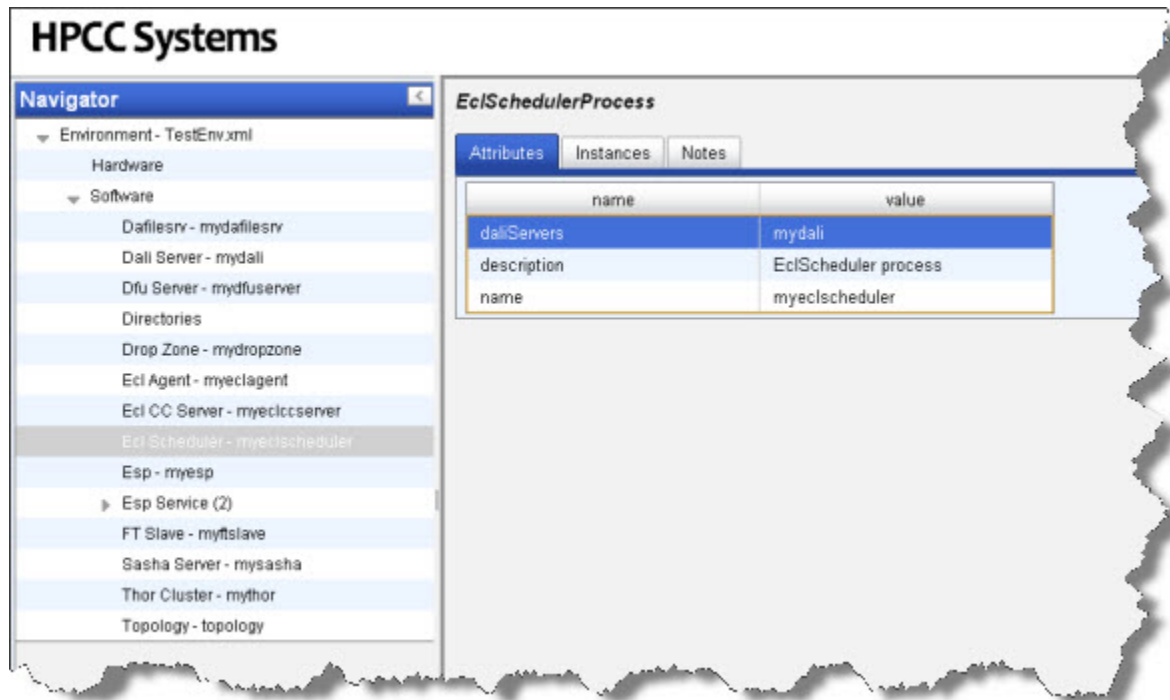 HPCC Systems
Navigator
EclSchedulerProcess
Environment - TestEnv.xml
Hardware
Software
Dafilesrv - mydafilesrv
Dali Server - mydali
Dfu Server - mydfuserver
Directories
Drop Zone - mydropzone
Ecl Agent - myeclagent
Ecl CC Server - myeclccserver
Ecl Scheduler - myeclscheduler
Esp - myesp
Esp Service (2)
FT Slave - myftslave
Sasha Server - mysasha
Thor Cluster - mythor
Topology - topology
Attributes Instances Notes
name value
daliServers mydali
description EclScheduler process
name myeclscheduler